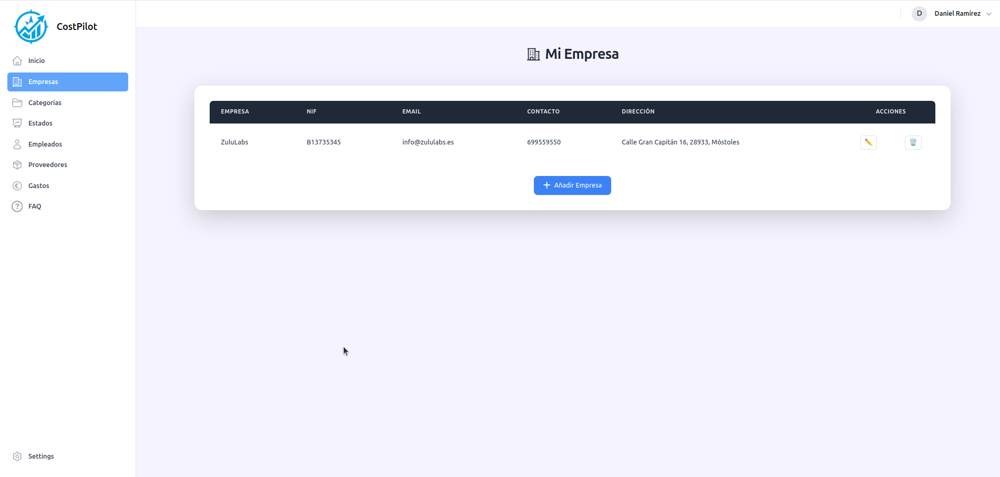 CostPilot
D Daniel Ramírez
Inicio
Empresas
Categorías
Estados
Empleados
Proveedores
Gastos
FAQ
Settings
Mi Empresa
EMPRESA NIF EMAIL CONTACTO DIRECCIÓN ACCIONES
ZuluLabs B13735345 info@zululabs.es 699559550 Calle Gran Capitán 16, 28933, Móstoles
Añadir Empresa